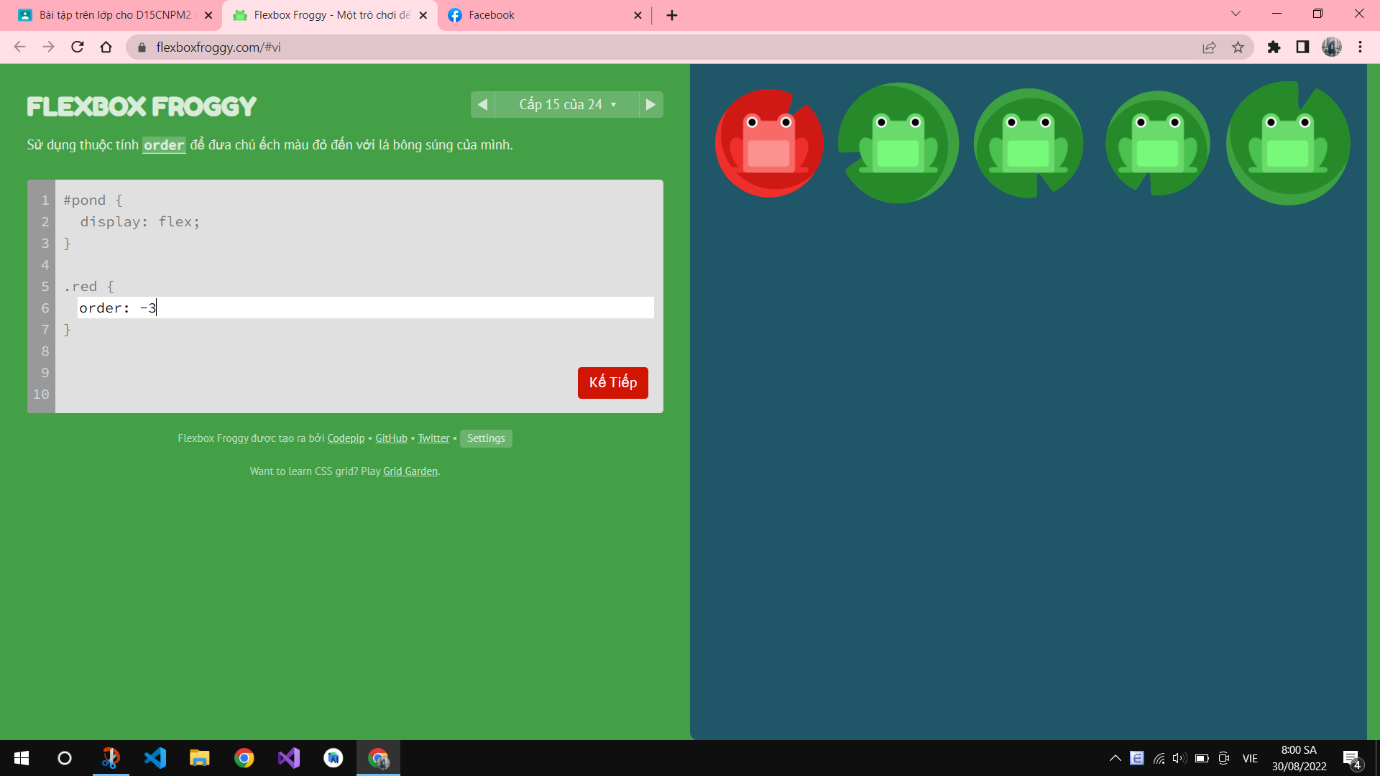 Bài tập trên lớp cho D15CNPM2
Flexbox Froggy - Một trò chơi để
Facebook
flexboxfroggy.com/#vi
FLEXBOX FROGGY
Cấp 15 của 24
Sử dụng thuộc tính order để đưa chú ếch màu đỏ đến với lá bông súng của mình.
1 #pond {
2 display: flex;
3 }
4
5 .red {
6 order: -3
7 }
8
9
10
Kế Tiếp
Flexbox Froggy được tạo ra bởi Codepip • GitHub • Twitter • Settings
Want to learn CSS grid? Play Grid Garden.
VIE
8:00 SA
30/08/2022
4